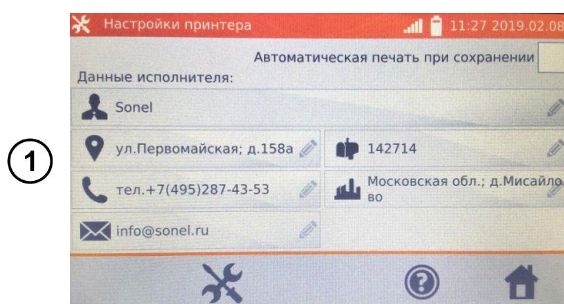 Настройки принтера 11:27 2019.02.08
Автоматическая печать при сохранении
Данные исполнителя:
Sonel
ул.Первомайская; д.158а 142714
тел.+7(495)287-43-53 Московская обл.; д.Мисайло
во
info@sonel.ru
1